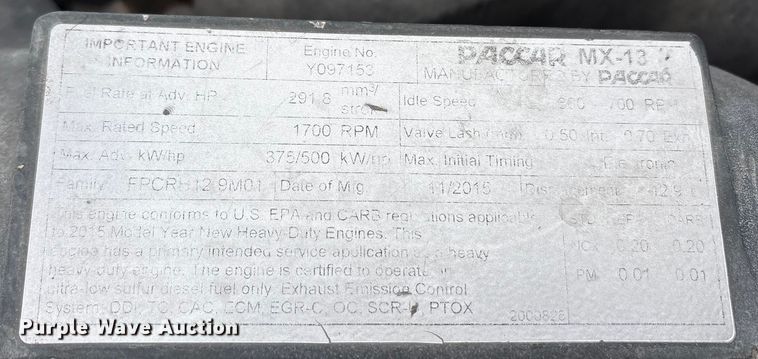 IMPORTANT ENGINE INFORMATION
Engine No. Y097153
PACCAR MX-13
MANUFACTURED BY PACCAR
Fuel Rate at Adv. HP 291.8 mm³/
Idle Speed 700 RPM
Max. Rated Speed 1700 RPM
Valve Lash (mm) 0.50 Int. 0.70 Exh.
Max. Adv. kW/hp 375/500 kW/hp
Max. Initial Timing Electronic
Family Date of Mfg 11/2015 Displacement 12.9
This engine conforms to U.S. EPA and CARB regulations applicable
to 2015 Model Year New Heavy-Duty Engines. This
engine has a primary intended service application as a heavy
heavy-duty engine. The engine is certified to operate on
ultra-low sulfur diesel fuel only. Exhaust Emission Control
System: DDI, TC, CAC, ECM, EGR-C, OC, SCR-U, PTOX
STD EPA CARB
NOX 0.20 0.20
PM 0.01 0.01
Purple Wave Auction